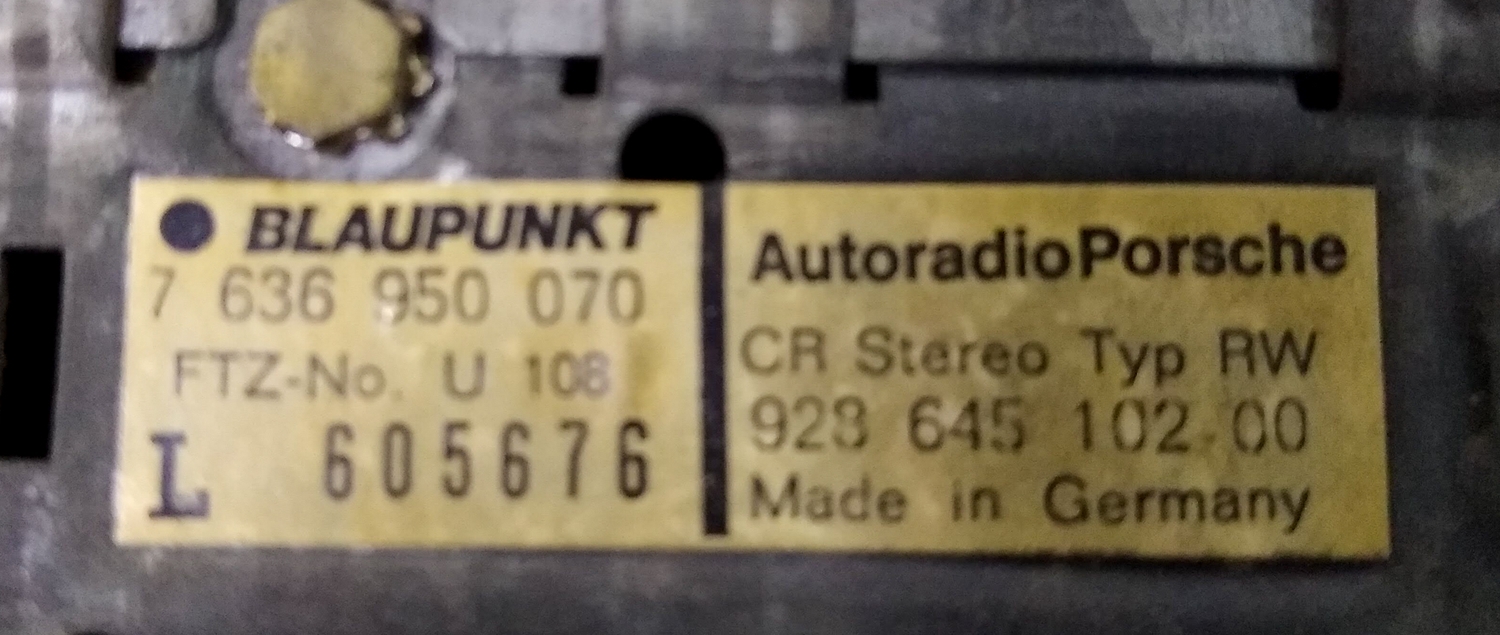 BLAUPUNKT
7 636 950 070
FTZ-No. U 108
L 605676
AutoradioPorsche
CR Stereo Typ RW
928 645 102 00
Made in Germany